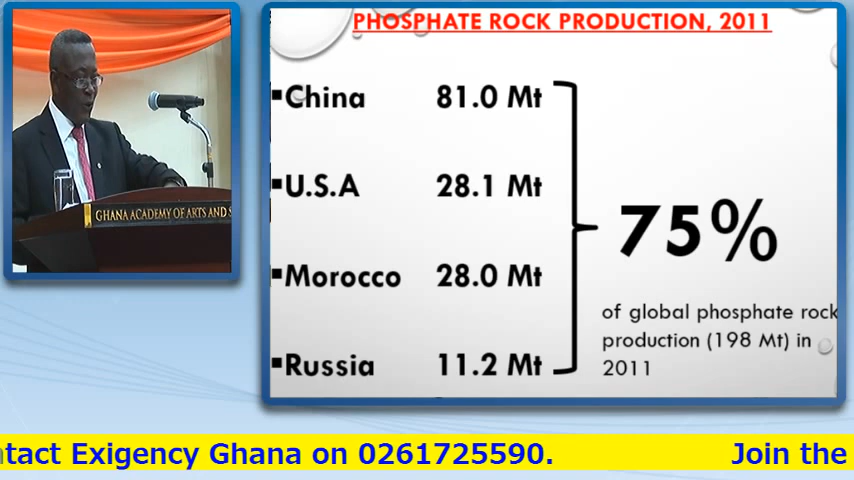 PHOSPHATE ROCK PRODUCTION, 2011
China 81.0 Mt
U.S.A 28.1 Mt
Morocco 28.0 Mt
Russia 11.2 Mt
75%
of global phosphate rock
production (198 Mt) in
2011
GHANA ACADEMY OF ARTS AND S
ntact Exigency Ghana on 0261725590. Join the